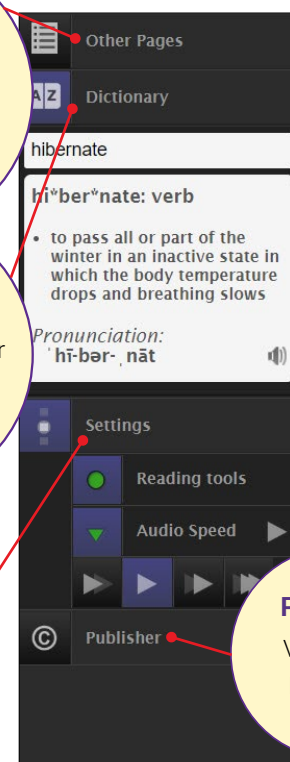 Other Pages
AZ Dictionary
hibernate
hi*ber*nate: verb
• to pass all or part of the
winter in an inactive state in
which the body temperature
drops and breathing slows
Pronunciation:
ˈhī-bər-ˌnāt
Settings
Reading tools
Audio Speed
© Publisher